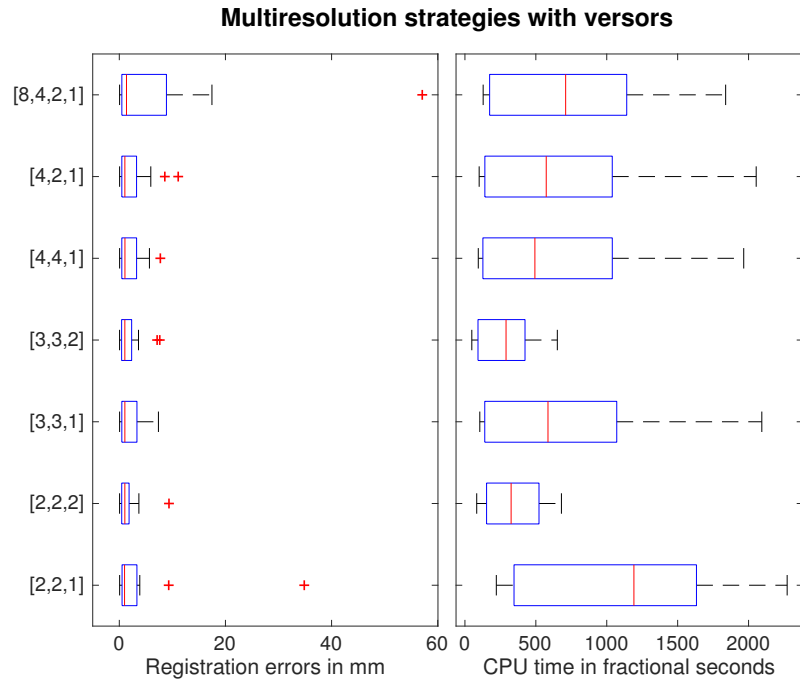 Multiresolution strategies with versors
[8,4,2,1]
[4,2,1]
[4,4,1]
[3,3,2]
[3,3,1]
[2,2,2]
[2,2,1]
0 20 40 60
Registration errors in mm
0 500 1000 1500 2000
CPU time in fractional seconds